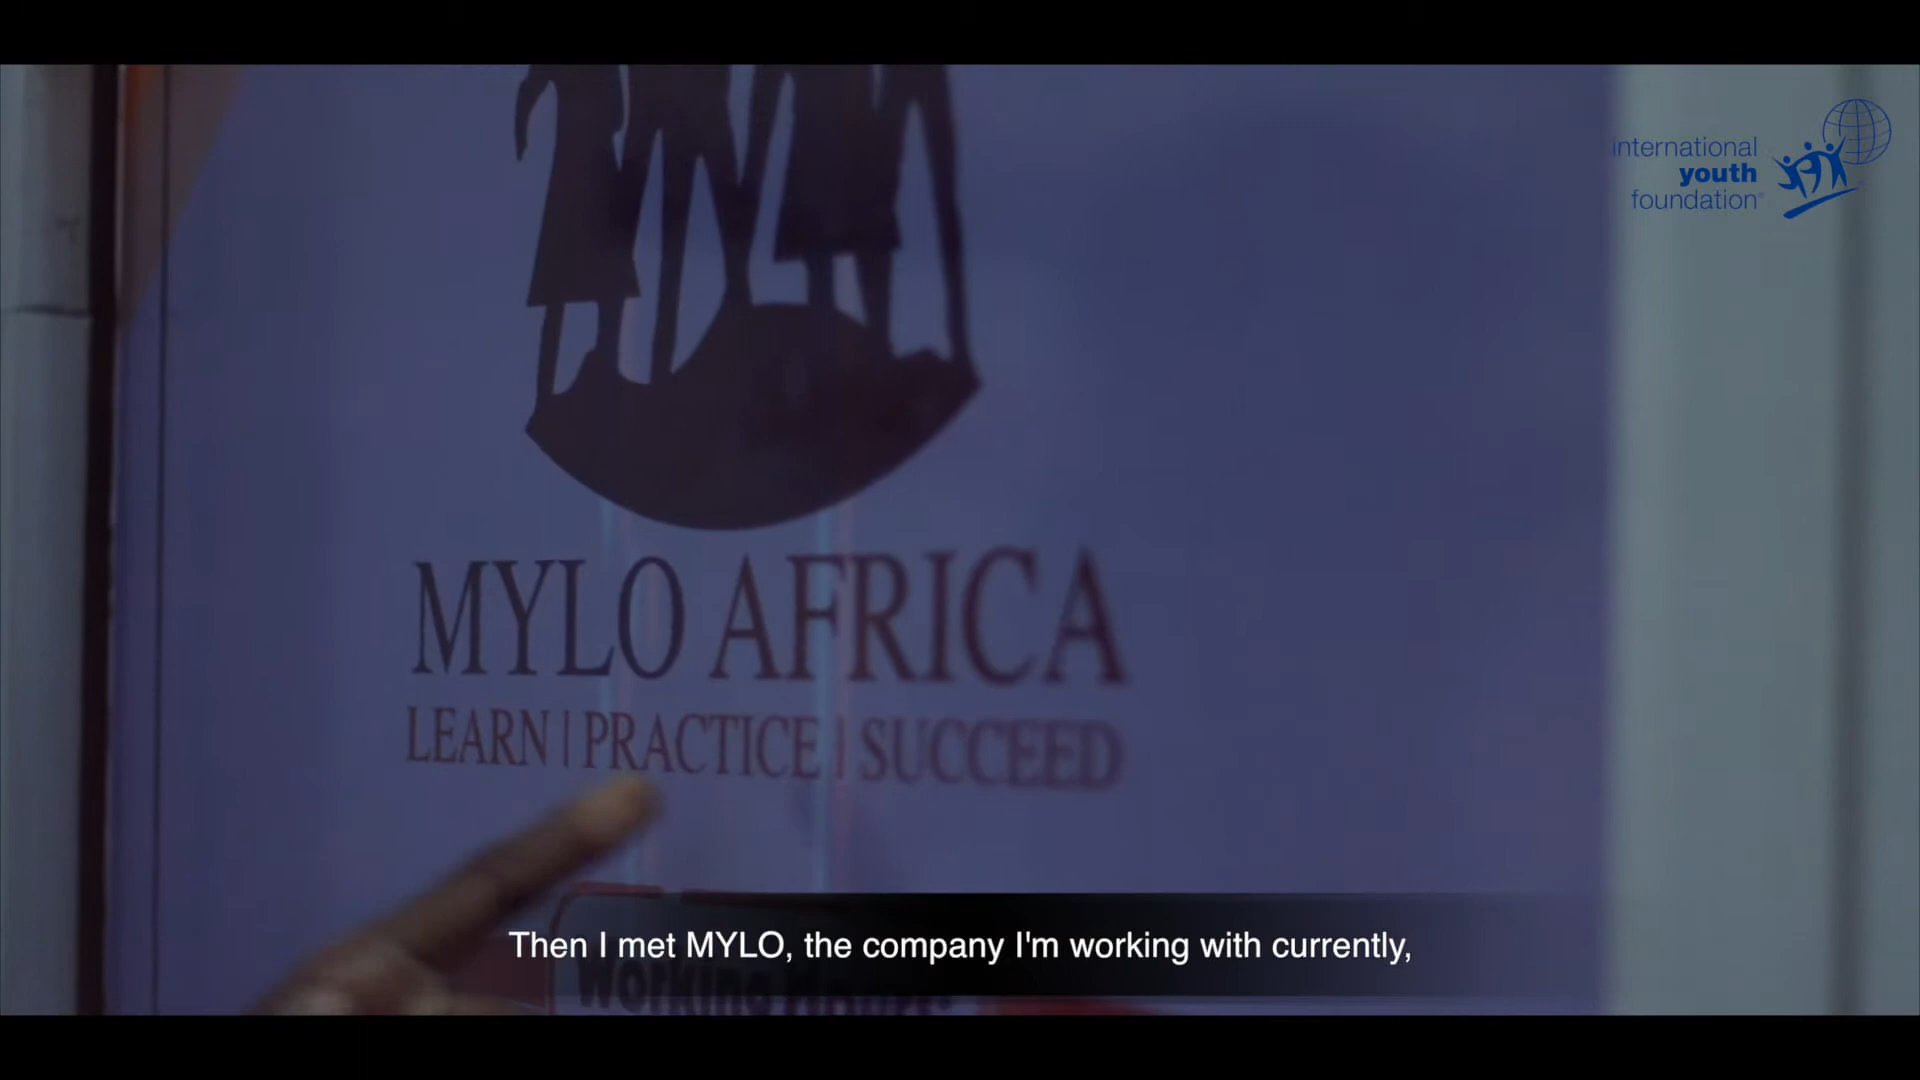 international
youth
foundation
MYLO AFRICA
LEARN | PRACTICE | SUCCEED
Then I met MYLO, the company I'm working with currently,